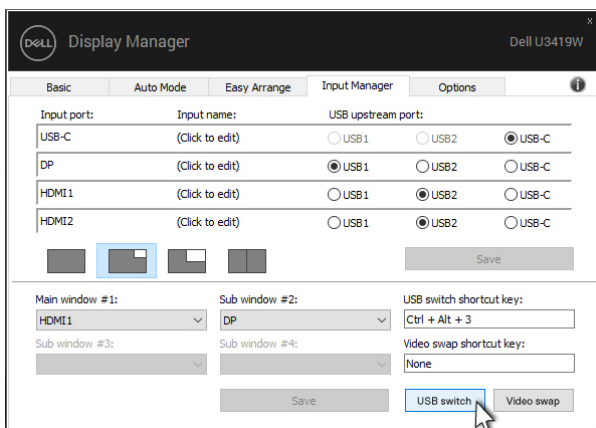 DELL Display Manager Dell U3419W
Basic Auto Mode Easy Arrange Input Manager Options
Input port: Input name: USB upstream port:
USB-C (Click to edit) USB1 USB2 USB-C
DP (Click to edit) USB1 USB2 USB-C
HDMI1 (Click to edit) USB1 USB2 USB-C
HDMI2 (Click to edit) USB1 USB2 USB-C
Save
Main window #1: Sub window #2: USB switch shortcut key:
HDMI1 DP Ctrl + Alt + 3
Sub window #3: Sub window #4: Video swap shortcut key:
None
Save USB switch Video swap